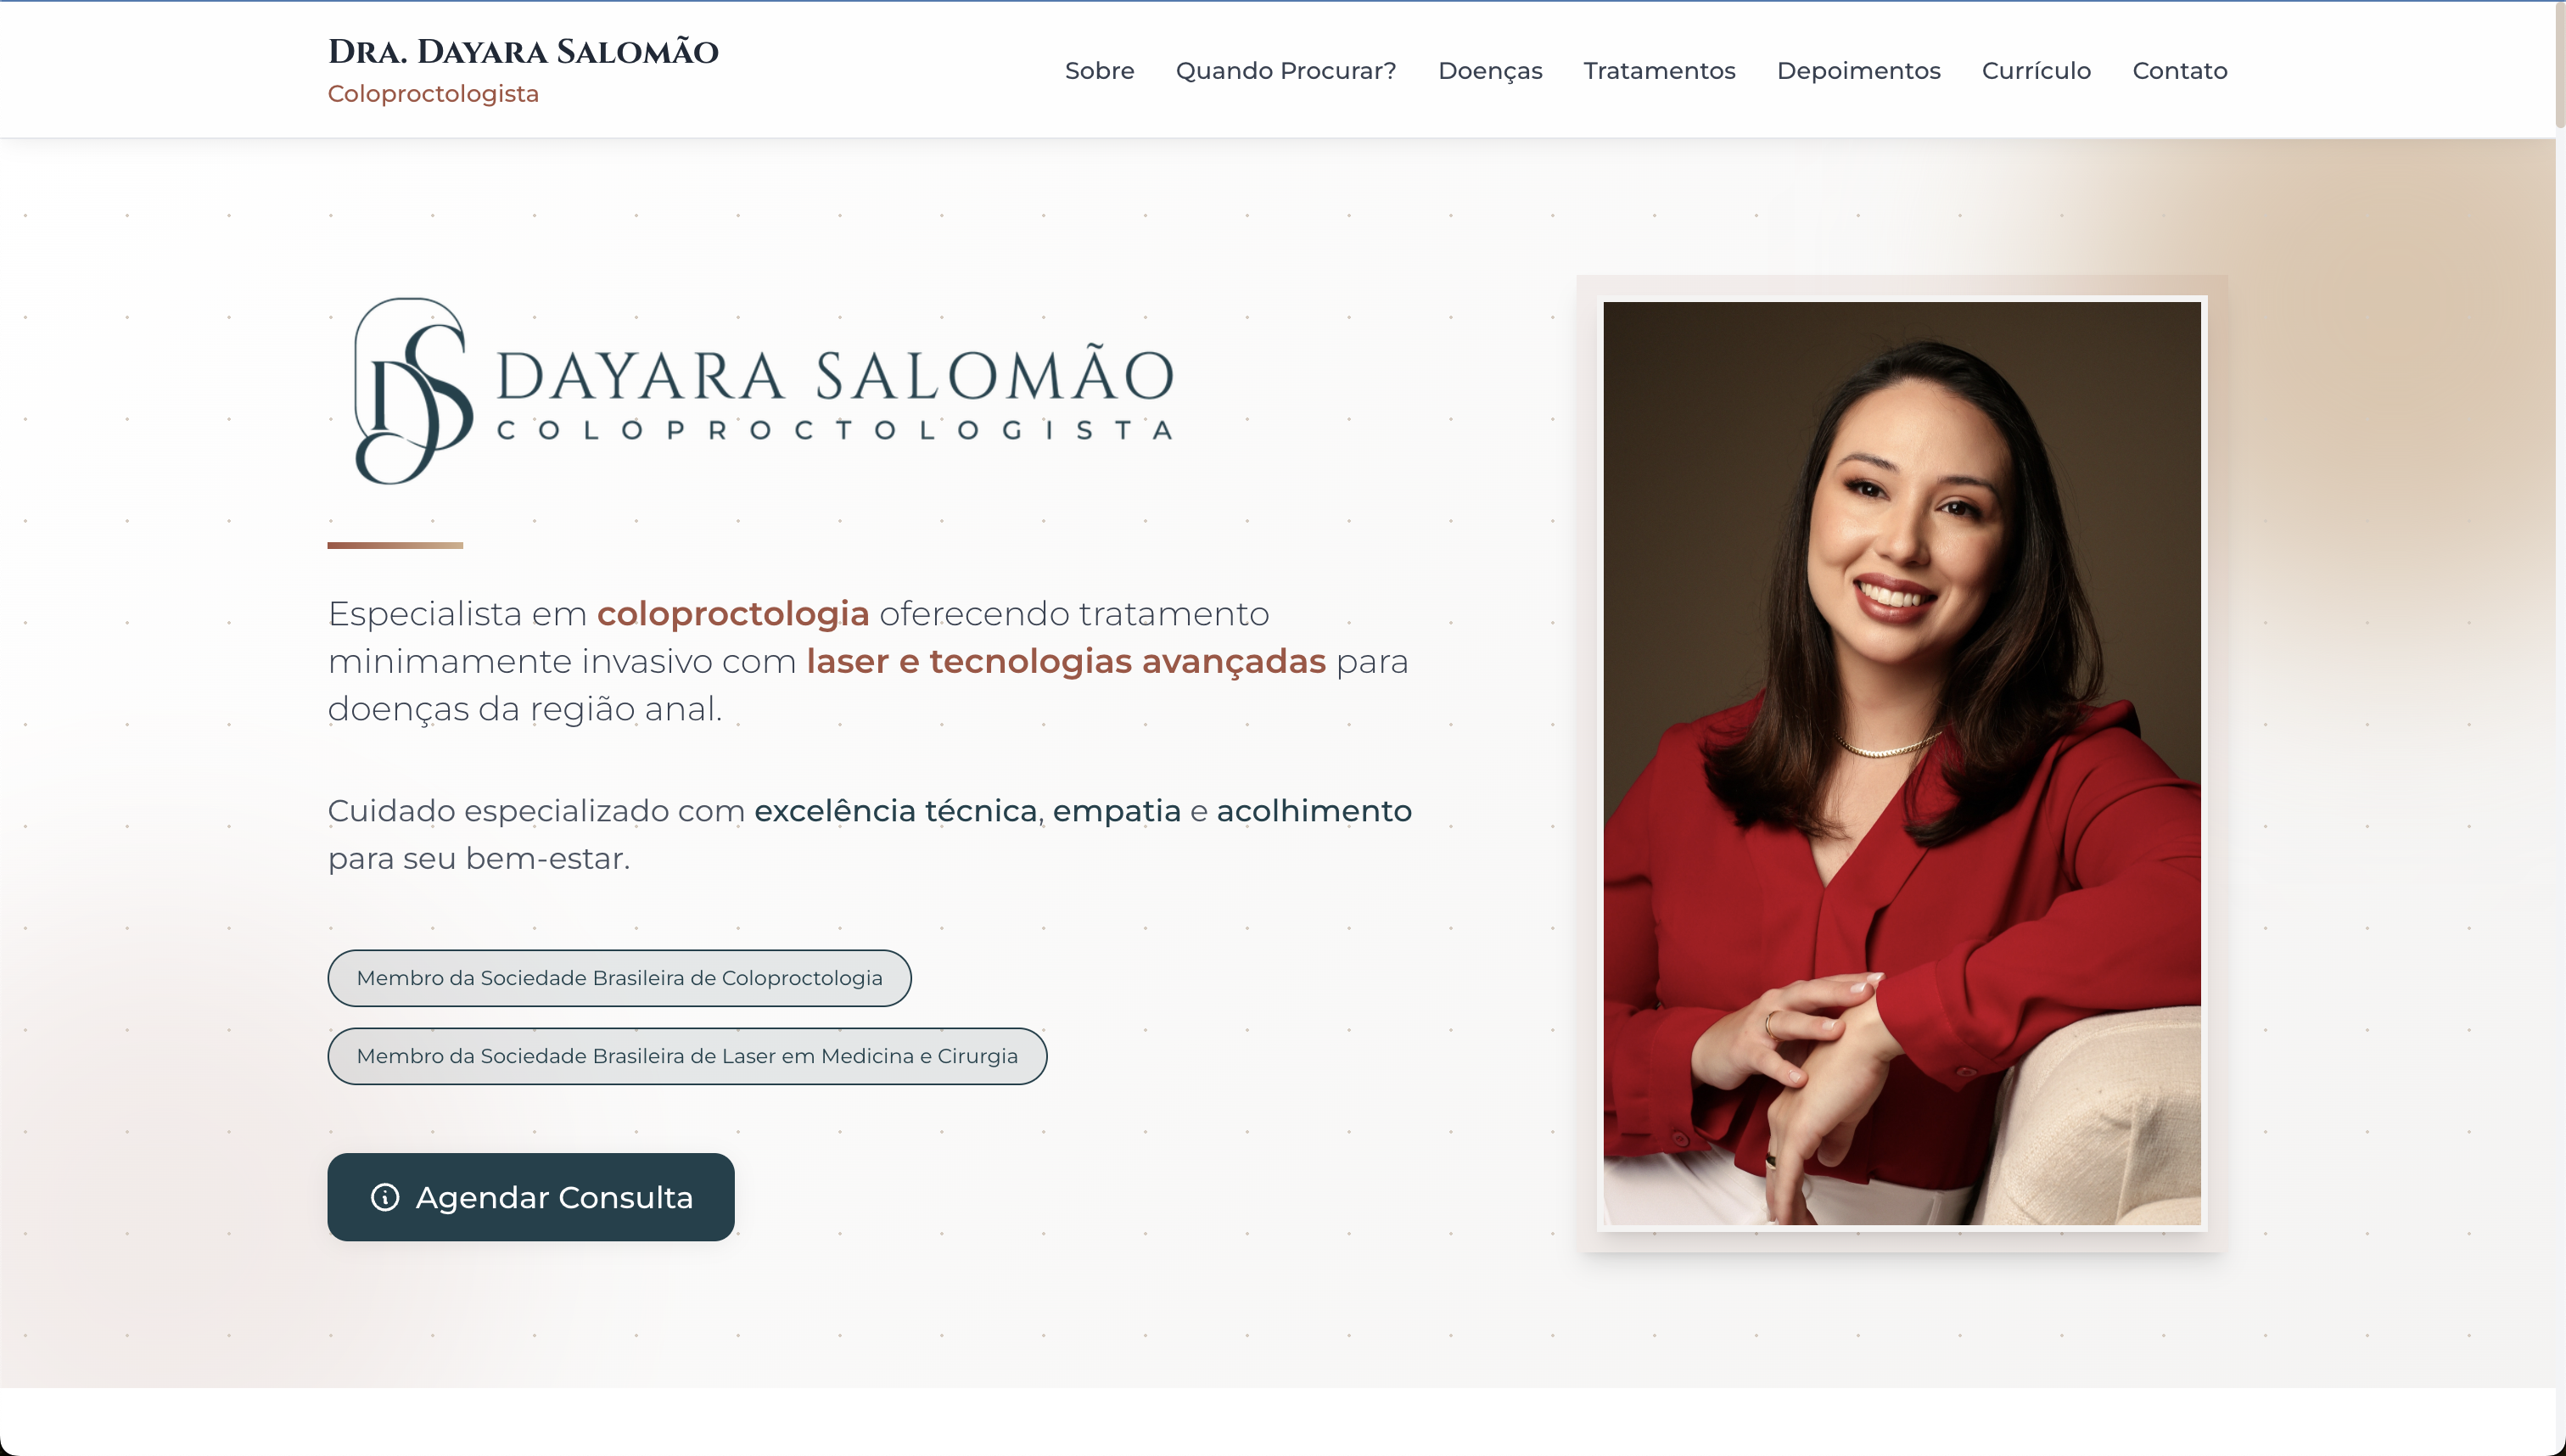 Dra. Dayara Salomão
Coloproctologista
Sobre
Quando Procurar?
Doenças
Tratamentos
Depoimentos
Currículo
Contato
DS
DAYARA SALOMÃO
COLOPROCTOLOGISTA
Especialista em coloproctologia oferecendo tratamento
minimamente invasivo com laser e tecnologias avançadas para
doenças da região anal.
Cuidado especializado com excelência técnica, empatia e acolhimento
para seu bem-estar.
Membro da Sociedade Brasileira de Coloproctologia
Membro da Sociedade Brasileira de Laser em Medicina e Cirurgia
Agendar Consulta